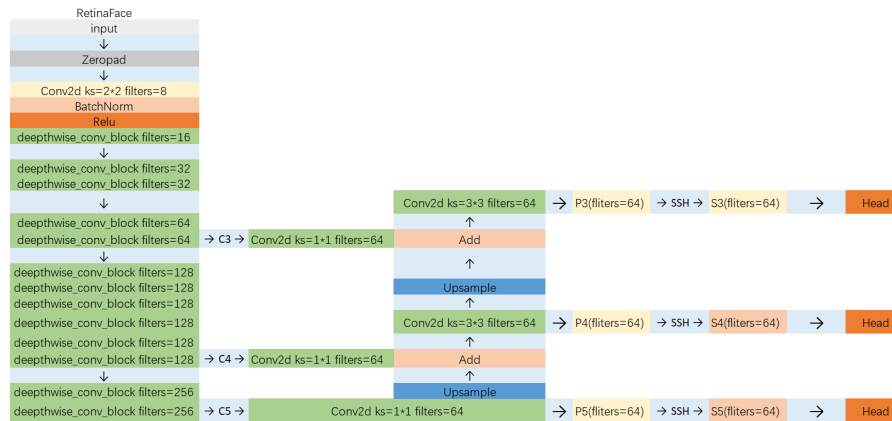 RetinaFace
input
↓
Zeropad
↓
Conv2d ks=2*2 filters=8
BatchNorm
Relu
deepthwise_conv_block filters=16
↓
deepthwise_conv_block filters=32
deepthwise_conv_block filters=32
↓ Conv2d ks=3*3 filters=64 → P3(fliters=64) → SSH → S3(fliters=64) → Head
deepthwise_conv_block filters=64 ↑
deepthwise_conv_block filters=64 → C3 → Conv2d ks=1*1 filters=64 Add
↓ ↑
deepthwise_conv_block filters=128
deepthwise_conv_block filters=128 Upsample
deepthwise_conv_block filters=128 ↑
deepthwise_conv_block filters=128 Conv2d ks=3*3 filters=64 → P4(fliters=64) → SSH → S4(fliters=64) → Head
deepthwise_conv_block filters=128 ↑
deepthwise_conv_block filters=128 → C4 → Conv2d ks=1*1 filters=64 Add
↓ ↑
deepthwise_conv_block filters=256 Upsample
deepthwise_conv_block filters=256 → C5 → Conv2d ks=1*1 filters=64 → P5(fliters=64) → SSH → S5(fliters=64) → Head